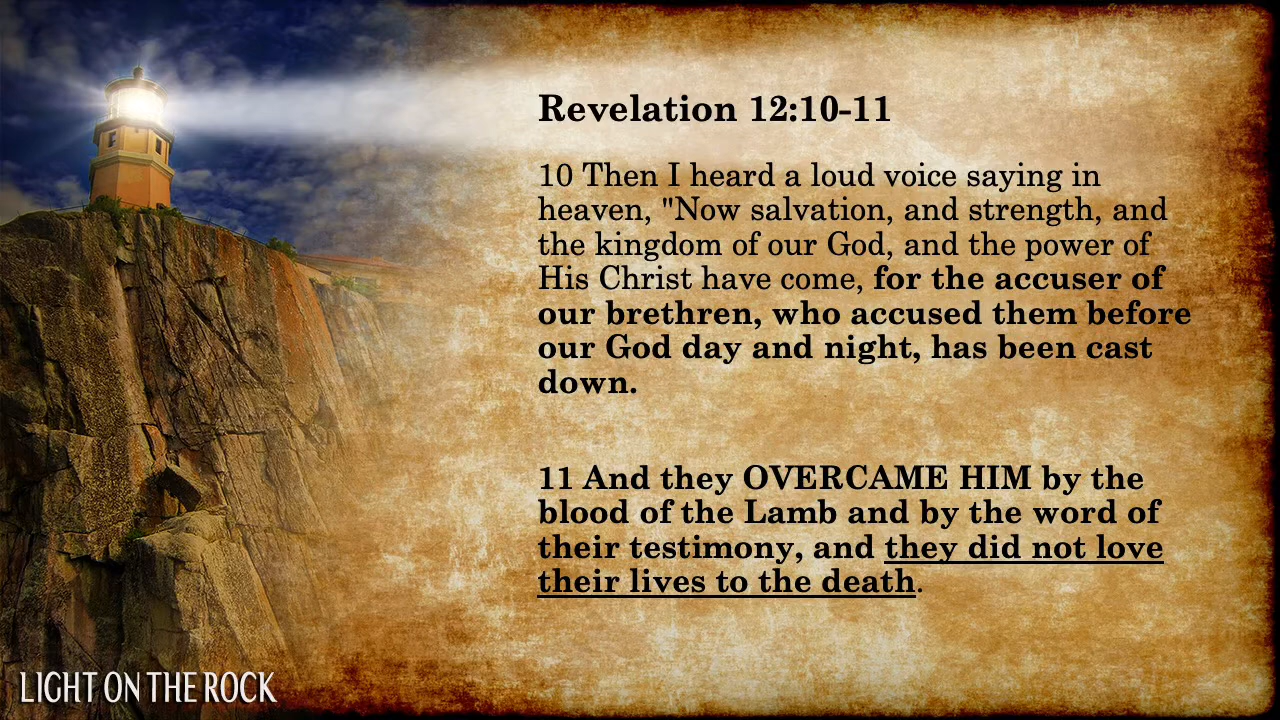 Revelation 12:10-11
10 Then I heard a loud voice saying in
heaven, "Now salvation, and strength, and
the kingdom of our God, and the power of
His Christ have come, for the accuser of
our brethren, who accused them before
our God day and night, has been cast
down.
11 And they OVERCAME HIM by the
blood of the Lamb and by the word of
their testimony, and they did not love
their lives to the death.
LIGHT ON THE ROCK